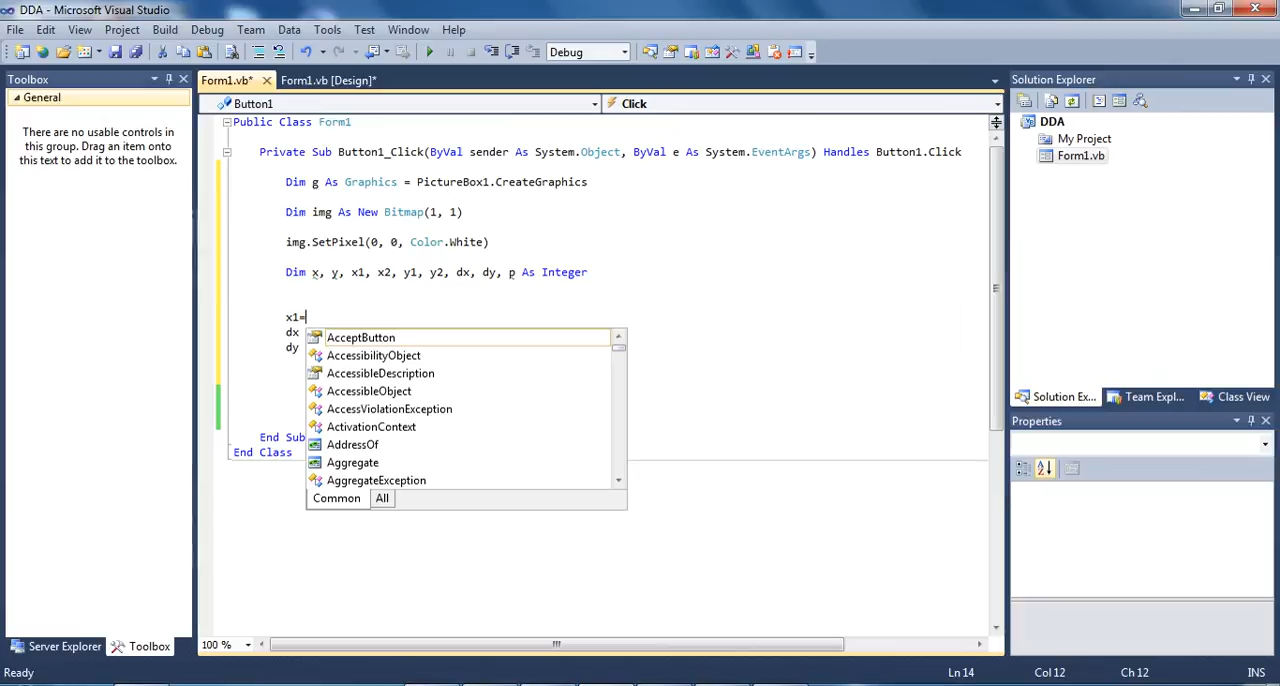 DDA - Microsoft Visual Studio
File Edit View Project Build Debug Team Data Tools Test Window Help
Debug
Toolbox
General
There are no usable controls in
this group. Drag an item onto
this text to add it to the toolbox.
Form1.vb* Form1.vb [Design]*
Button1 Click
Public Class Form1
Private Sub Button1_Click(ByVal sender As System.Object, ByVal e As System.EventArgs) Handles Button1.Click
Dim g As Graphics = PictureBox1.CreateGraphics
Dim img As New Bitmap(1, 1)
img.SetPixel(0, 0, Color.White)
Dim x, y, x1, x2, y1, y2, dx, dy, p As Integer
x1=
dx
dy
AcceptButton
AccessibilityObject
AccessibleDescription
AccessibleObject
AccessViolationException
ActivationContext
AddressOf
Aggregate
AggregateException
Common All
End Sub
End Class
100 %
Solution Explorer
DDA
My Project
Form1.vb
Solution Ex... Team Expl... Class View
Properties
Server Explorer Toolbox
Ready Ln 14 Col 12 Ch 12 INS